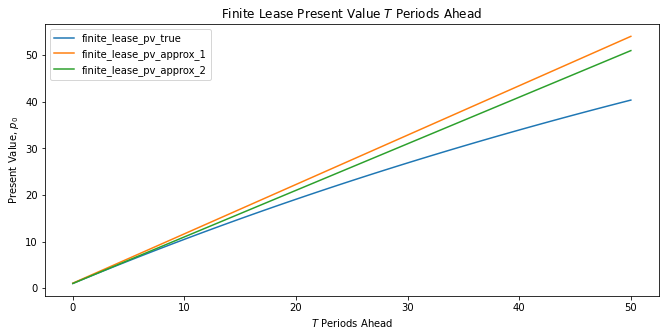 Finite Lease Present Value T Periods Ahead
finite_lease_pv_true
finite_lease_pv_approx_1
finite_lease_pv_approx_2
Present Value, p₀
50
40
30
20
10
0
0 10 20 30 40 50
T Periods Ahead